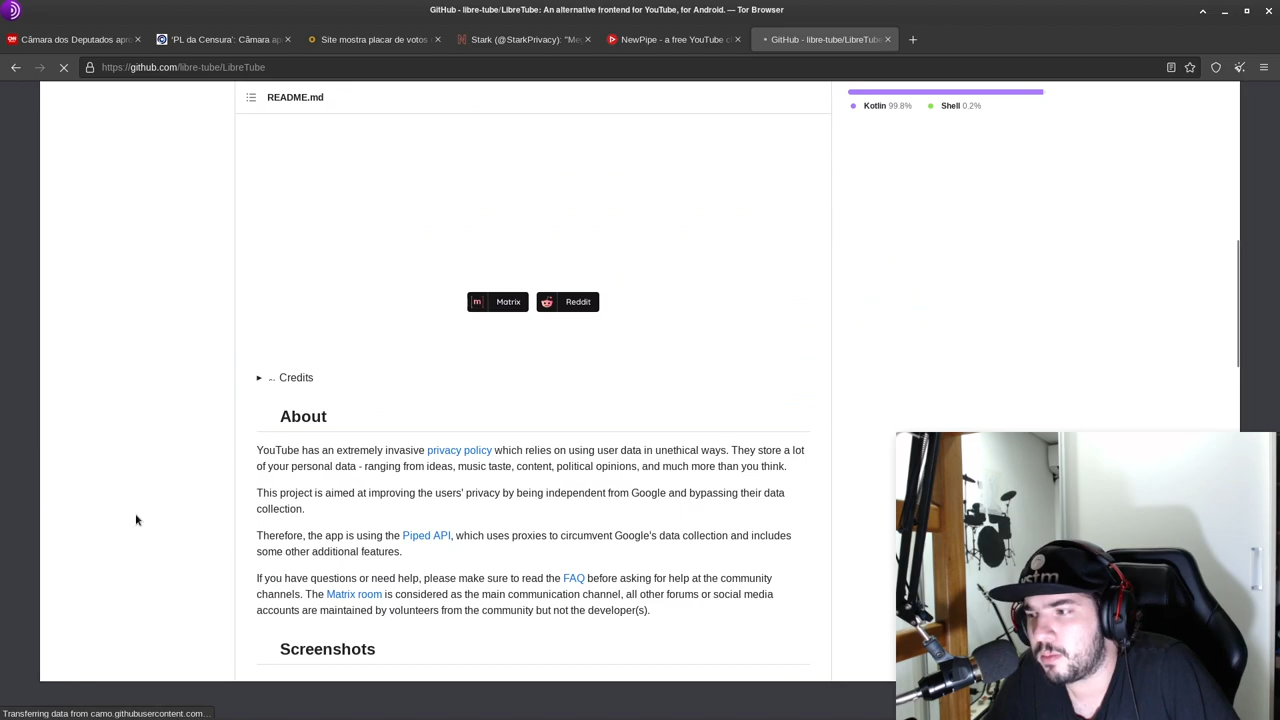 GitHub - libre-tube/LibreTube: An alternative frontend for YouTube, for Android. — Tor Browser
Câmara dos Deputados apro
'PL da Censura': Câmara ap
Site mostra placar de votos
Stark (@StarkPrivacy): "Me
NewPipe - a free YouTube cl
GitHub - libre-tube/LibreTube
https://github.com/libre-tube/LibreTube
README.md
Kotlin 99.8% Shell 0.2%
Matrix Reddit
Credits
About
YouTube has an extremely invasive privacy policy which relies on using user data in unethical ways. They store a lot
of your personal data - ranging from ideas, music taste, content, political opinions, and much more than you think.
This project is aimed at improving the users' privacy by being independent from Google and bypassing their data
collection.
Therefore, the app is using the Piped API, which uses proxies to circumvent Google's data collection and includes
some other additional features.
If you have questions or need help, please make sure to read the FAQ before asking for help at the community
channels. The Matrix room is considered as the main communication channel, all other forums or social media
accounts are maintained by volunteers from the community but not the developer(s).
Screenshots
Transferring data from camo.githubusercontent.com...